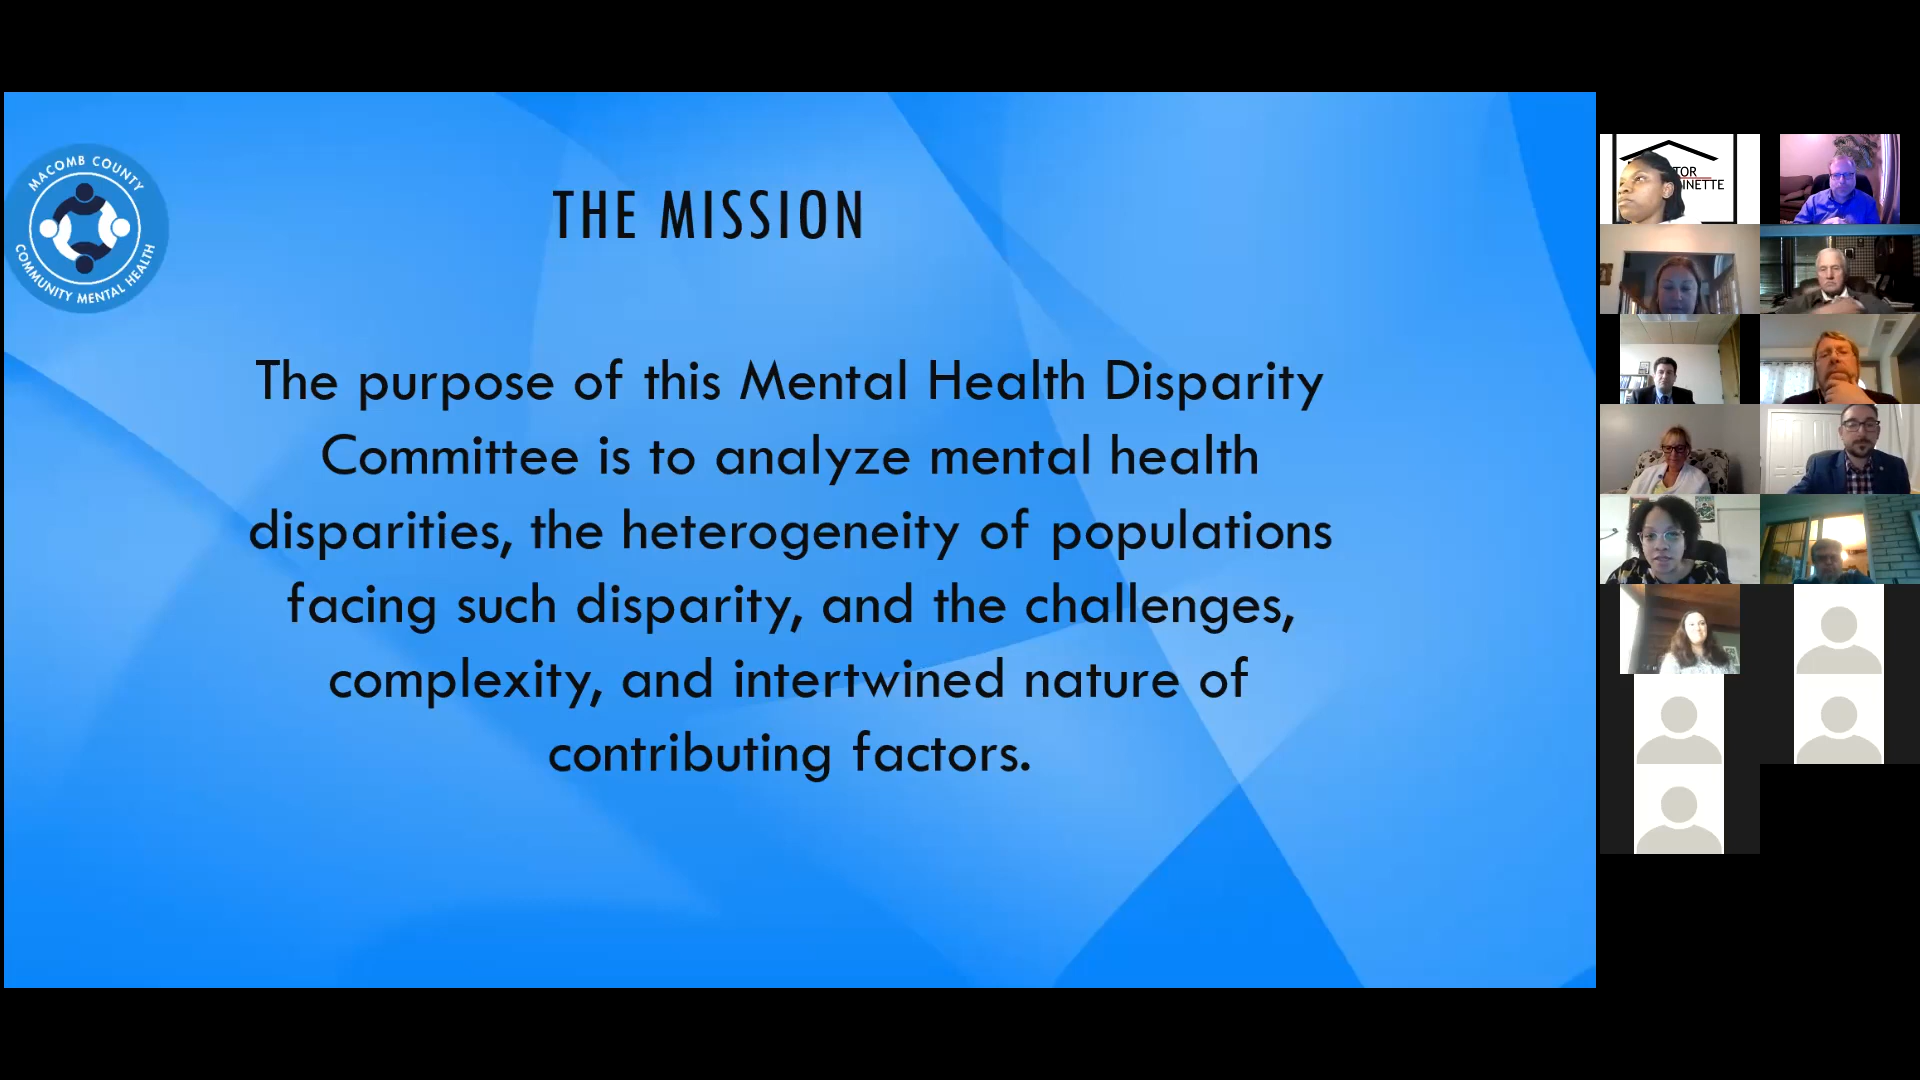 MACOMB COUNTY
COMMUNITY MENTAL HEALTH
THE MISSION
The purpose of this Mental Health Disparity
Committee is to analyze mental health
disparities, the heterogeneity of populations
facing such disparity, and the challenges,
complexity, and intertwined nature of
contributing factors.
TOR
INETTE